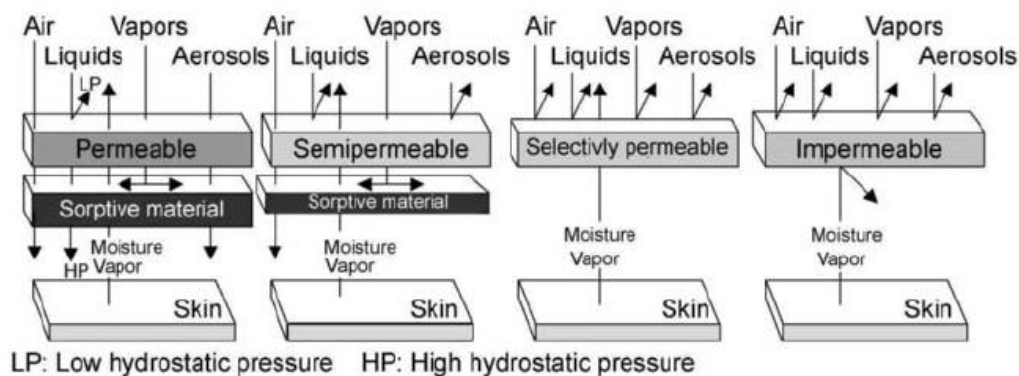 Air Vapors Air Vapors Air Vapors Air Vapors
Liquids Aerosols Liquids Aerosols Liquids Aerosols Liquids Aerosols
LP
Permeable Semipermeable Selectivly permeable Impermeable
Sorptive material Sorptive material
Moisture Moisture Moisture Moisture
HP Vapor Vapor Vapor Vapor
Skin Skin Skin Skin
LP: Low hydrostatic pressure HP: High hydrostatic pressure